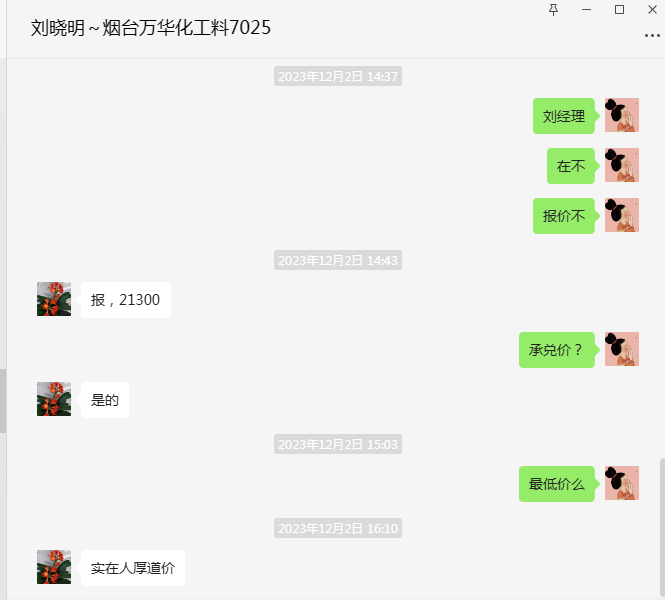 刘晓明～烟台万华化工料7025
2023年12月2日 14:37
刘经理
在不
报价不
2023年12月2日 14:43
报，21300
承兑价？
是的
2023年12月2日 15:03
最低价么
2023年12月2日 16:10
实在人厚道价